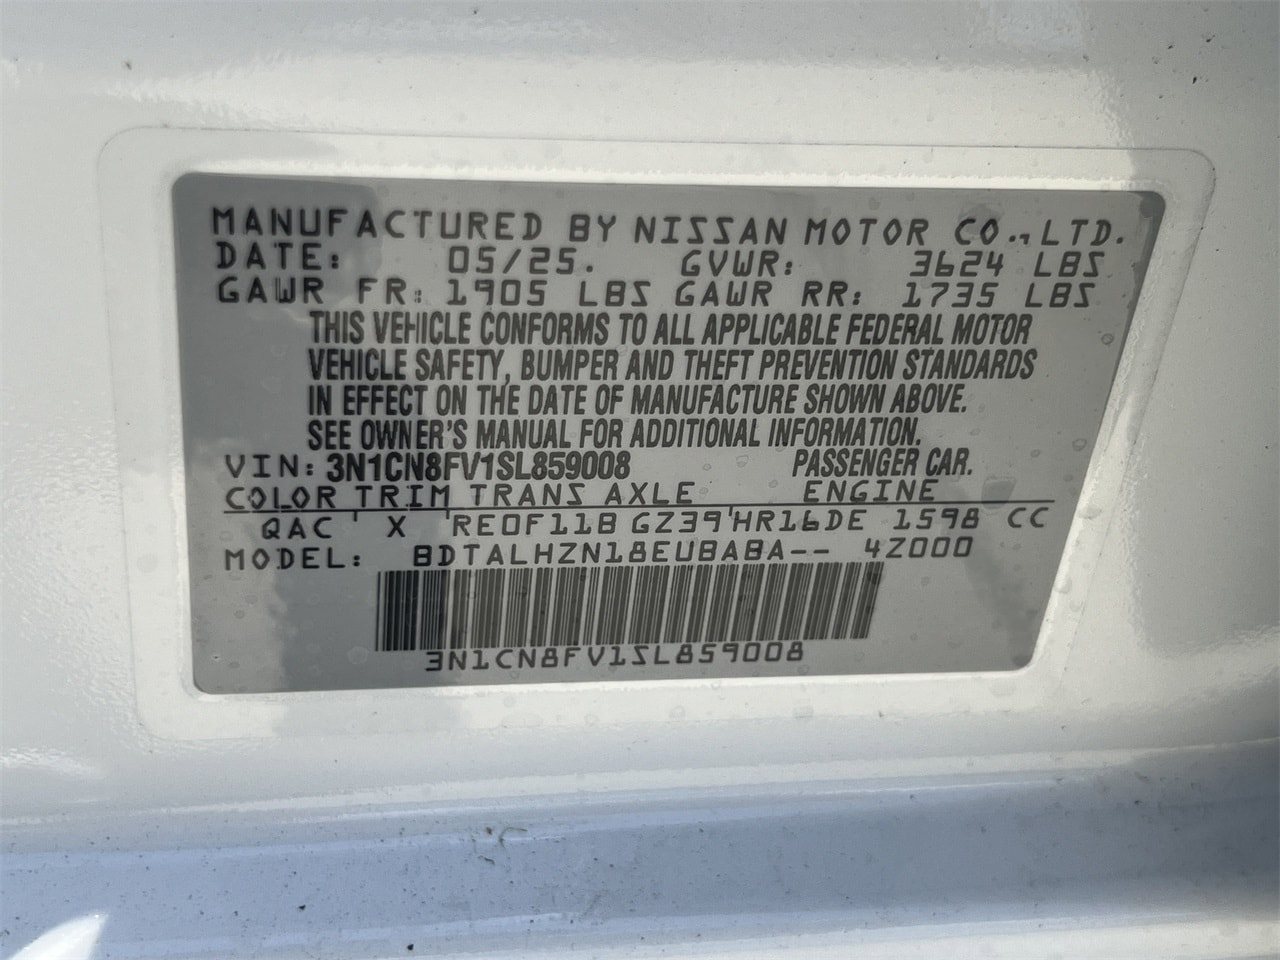 MANUFACTURED BY NISSAN MOTOR CO., LTD.
DATE: 05/25. GVWR: 3624 LBS
GAWR FR: 1905 LBS GAWR RR: 1735 LBS
THIS VEHICLE CONFORMS TO ALL APPLICABLE FEDERAL MOTOR
VEHICLE SAFETY, BUMPER AND THEFT PREVENTION STANDARDS
IN EFFECT ON THE DATE OF MANUFACTURE SHOWN ABOVE.
SEE OWNER'S MANUAL FOR ADDITIONAL INFORMATION.
VIN: 3N1CN8FV1SL859008 PASSENGER CAR.
COLOR TRIM TRANS AXLE ENGINE
QAC X RE0F11B GZ39 HR16DE 1598 CC
MODEL: BDTALHZN18EUBABA-- 4Z000
3N1CN8FV1SL859008